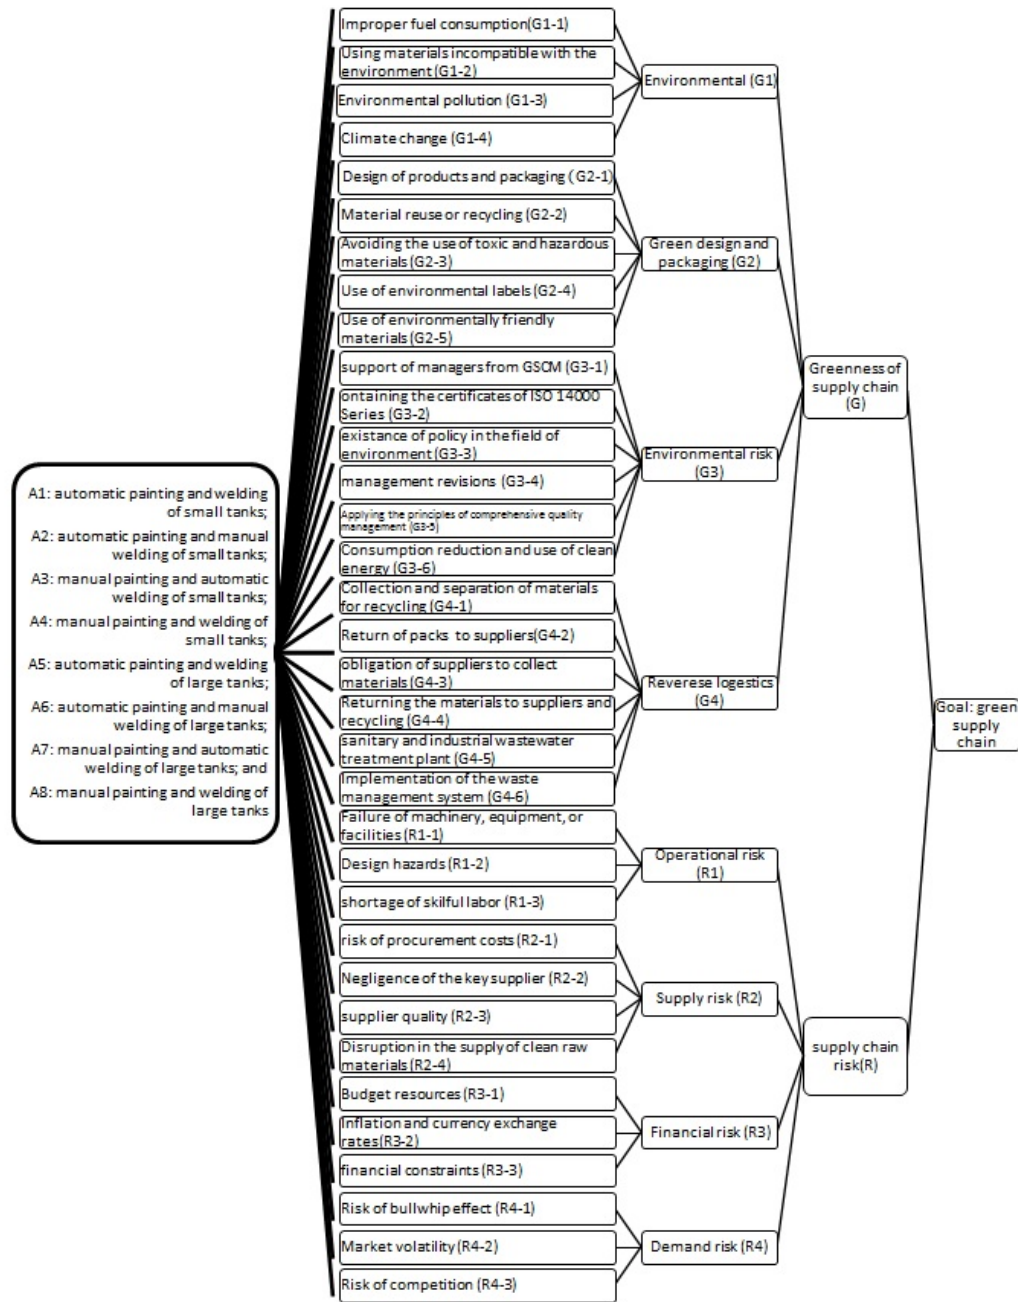 A1: automatic painting and welding
of small tanks;
A2: automatic painting and manual
welding of small tanks;
A3: manual painting and automatic
welding of small tanks;
A4: manual painting and welding of
small tanks;
A5: automatic painting and welding
of large tanks;
A6: automatic painting and manual
welding of large tanks;
A7: manual painting and automatic
welding of large tanks; and
A8: manual painting and welding of
large tanks
Improper fuel consumption(G1-1)
Using materials incompatible with the
environment (G1-2)
Environmental pollution (G1-3)
Climate change (G1-4)
Design of products and packaging (G2-1)
Material reuse or recycling (G2-2)
Avoiding the use of toxic and hazardous
materials (G2-3)
Use of environmental labels (G2-4)
Use of environmentally friendly
materials (G2-5)
support of managers from GSCM (G3-1)
ontaining the certificates of ISO 14000
Series (G3-2)
existance of policy in the field of
environment (G3-3)
management revisions (G3-4)
Applying the principles of comprehensive quality
management (G3-5)
Consumption reduction and use of clean
energy (G3-6)
Collection and separation of materials
for recycling (G4-1)
Return of packs to suppliers(G4-2)
obligation of suppliers to collect
materials (G4-3)
Returning the materials to suppliers and
recycling (G4-4)
sanitary and industrial wastewater
treatment plant (G4-5)
Implementation of the waste
management system (G4-6)
Failure of machinery, equipment, or
facilities (R1-1)
Design hazards (R1-2)
shortage of skilful labor (R1-3)
risk of procurement costs (R2-1)
Negligence of the key supplier (R2-2)
supplier quality (R2-3)
Disruption in the supply of clean raw
materials (R2-4)
Budget resources (R3-1)
Inflation and currency exchange
rates(R3-2)
financial constraints (R3-3)
Risk of bullwhip effect (R4-1)
Market volatility (R4-2)
Risk of competition (R4-3)
Environmental (G1)
Green design and
packaging (G2)
Environmental risk
(G3)
Reverese logestics
(G4)
Operational risk
(R1)
Supply risk (R2)
Financial risk (R3)
Demand risk (R4)
Greenness of
supply chain
(G)
supply chain
risk(R)
Goal: green
supply
chain